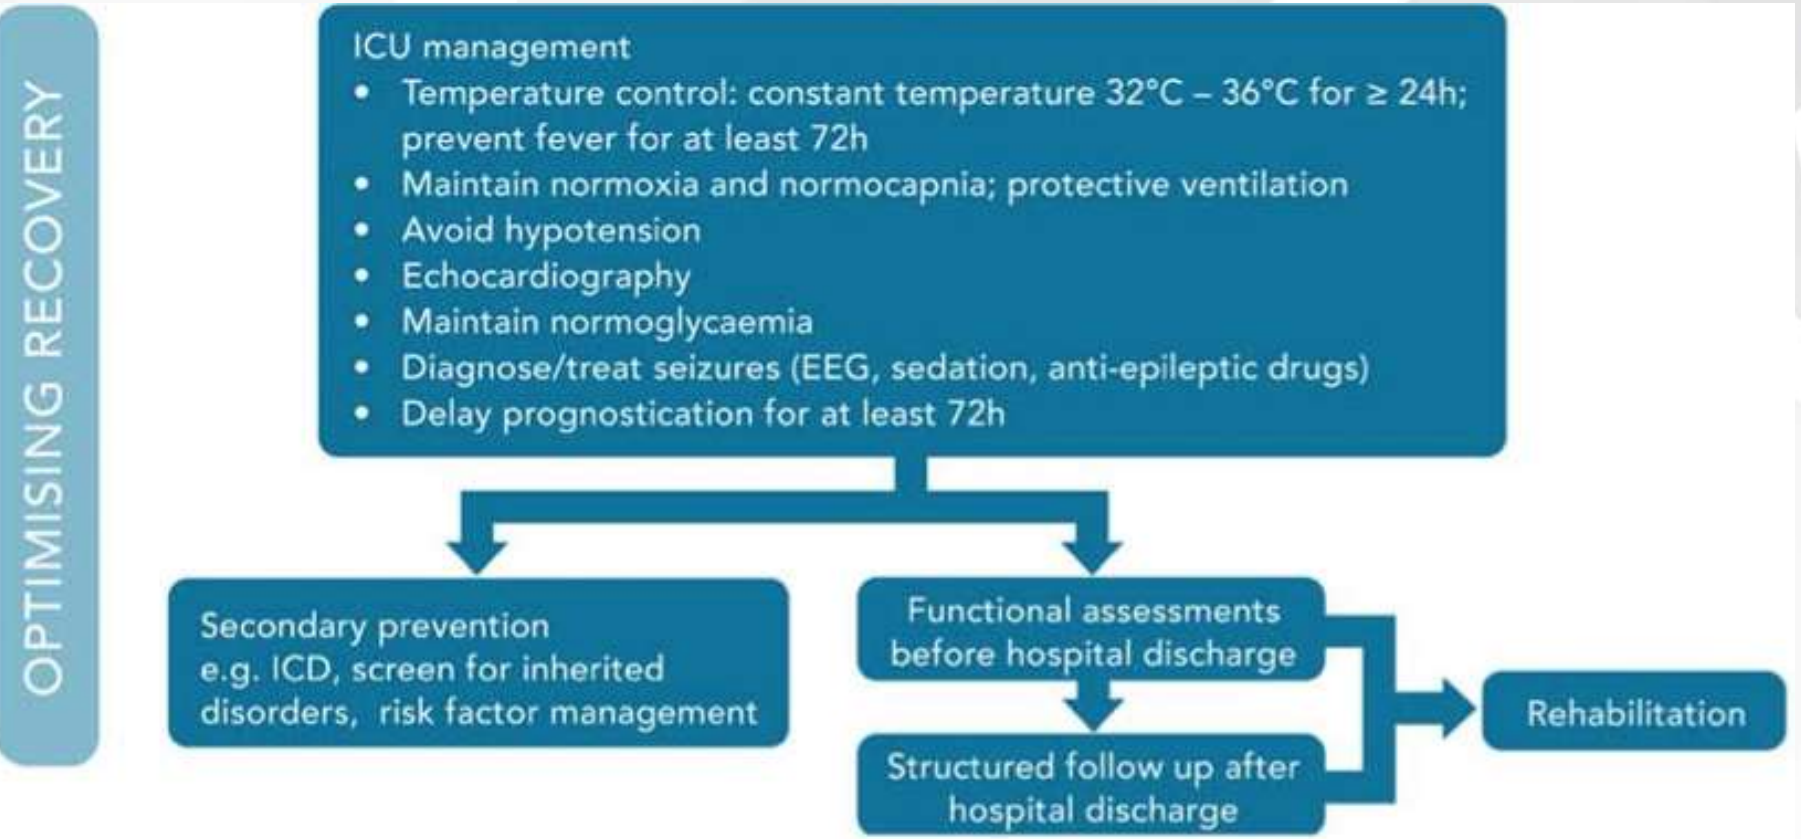 OPTIMISING RECOVERY
ICU management
• Temperature control: constant temperature 32°C – 36°C for ≥ 24h;
prevent fever for at least 72h
• Maintain normoxia and normocapnia; protective ventilation
• Avoid hypotension
• Echocardiography
• Maintain normoglycaemia
• Diagnose/treat seizures (EEG, sedation, anti-epileptic drugs)
• Delay prognostication for at least 72h
Secondary prevention
e.g. ICD, screen for inherited
disorders, risk factor management
Functional assessments
before hospital discharge
Structured follow up after
hospital discharge
Rehabilitation